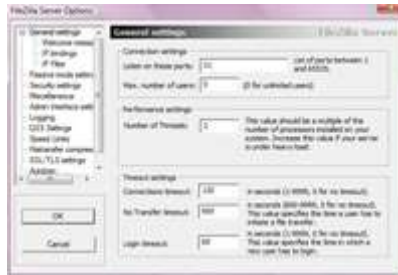 FileZilla Server Options
General settings
Welcome message
IP bindings
IP Filter
Passive mode settings
Security settings
Miscellaneous
Admin Interface settings
Logging
GSS Settings
Speed Limits
Filetransfer compression
SSL/TLS settings
Autoban
OK
Cancel
General settings
FileZilla Server
Connection settings
Listen on these ports: 21
List of ports between 1
and 65535.
Max. number of users: 0 (0 for unlimited users)
Performance settings
Number of Threads: 2
This value should be a multiple of the
number of processors installed on your
system. Increase this value if your server
is under heavy load.
Timeout settings
Connections timeout: 120 in seconds (1-9999, 0 for no timeout).
No Transfer timeout: in seconds (600-9999, 0 for no timeout).
This value specifies the time a user has to
initiate a file transfer.
Login timeout: 60 in seconds (1-9999, 0 for no timeout).
This value specifies the time in which a
new user has to login.